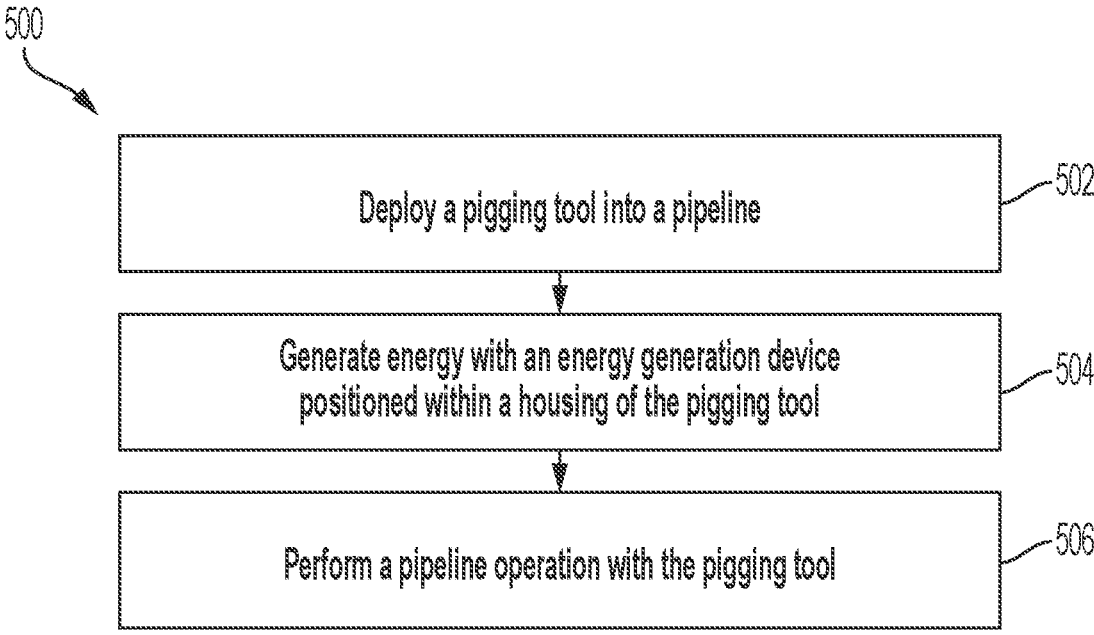 500
Deploy a pigging tool into a pipeline
502
Generate energy with an energy generation device
positioned within a housing of the pigging tool
504
Perform a pipeline operation with the pigging tool
506